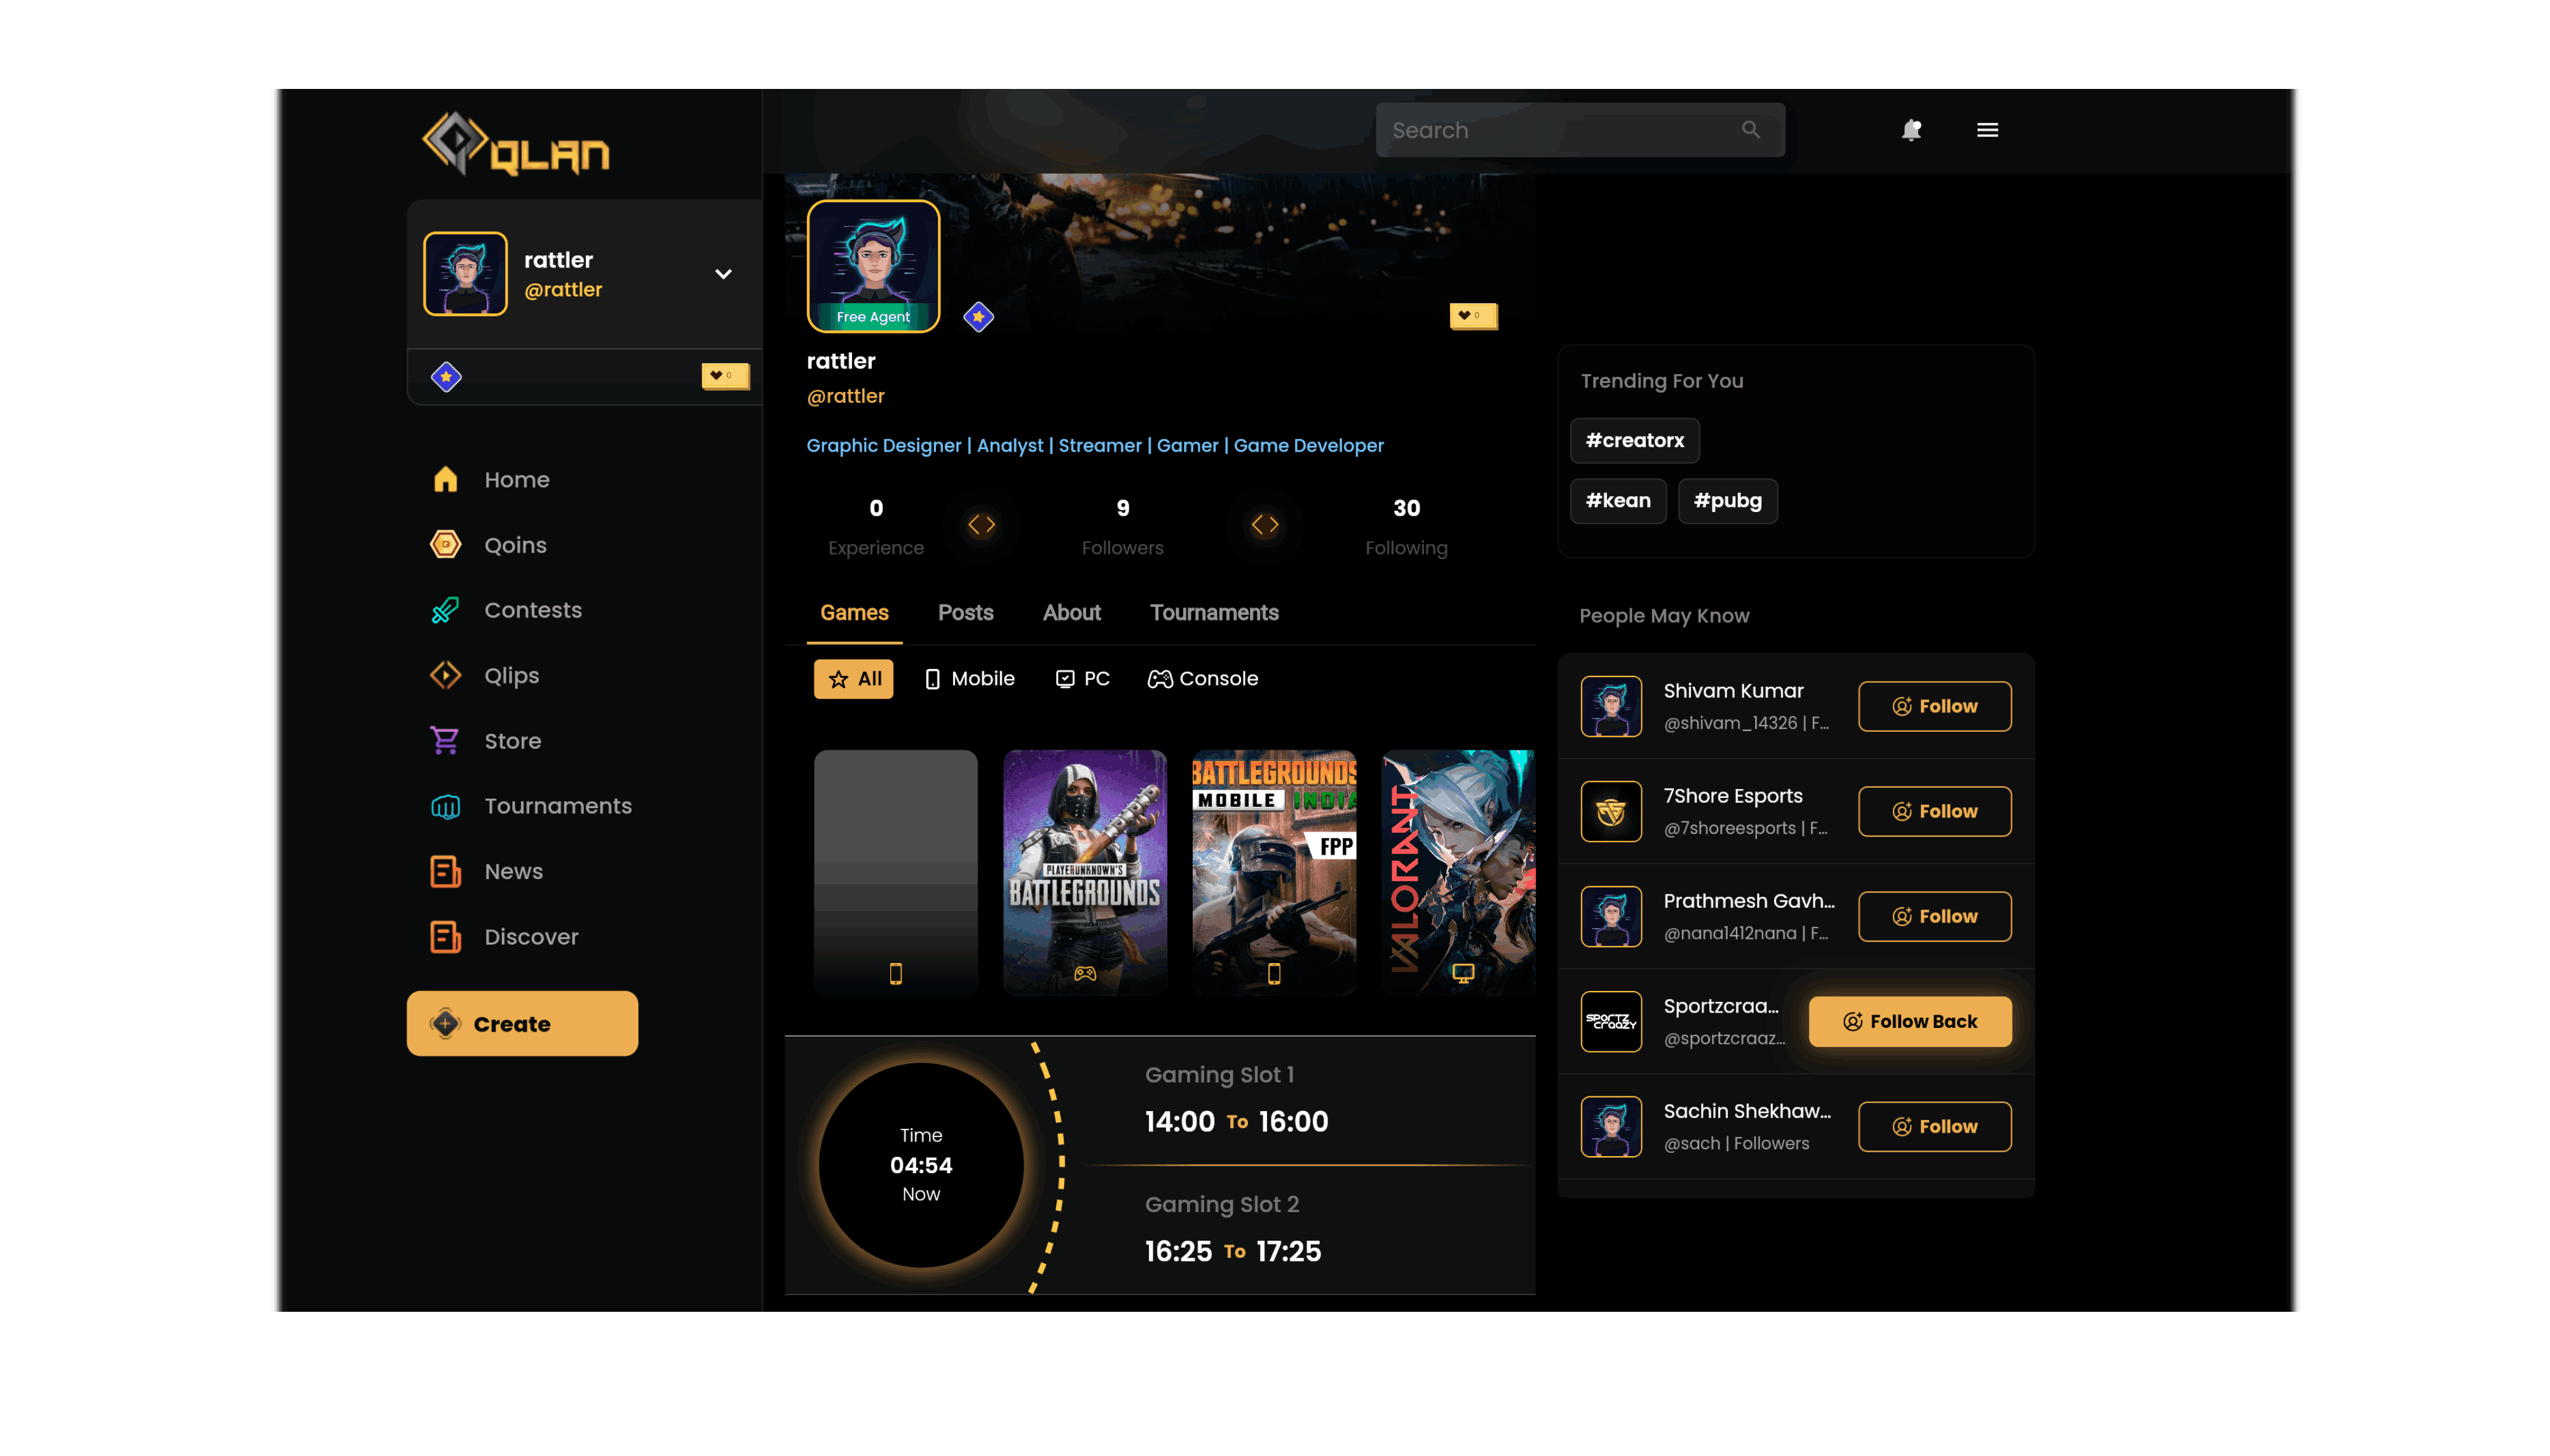 QLAN
rattler
@rattler
0
Home
Qoins
Contests
Qlips
Store
Tournaments
News
Discover
Create
Search
Free Agent
0
rattler
@rattler
Graphic Designer | Analyst | Streamer | Gamer | Game Developer
0 9 30
Experience Followers Following
Games Posts About Tournaments
All Mobile PC Console
PLAYERUNKNOWN'S
BATTLEGROUNDS
BATTLEGROUNDS
MOBILE INDIA
FPP
VALORANT
Time
04:54
Now
Gaming Slot 1
14:00 To 16:00
Gaming Slot 2
16:25 To 17:25
Trending For You
#creatorx
#kean #pubg
People May Know
Shivam Kumar
@shivam_14326 | F...
Follow
7Shore Esports
@7shoreesports | F...
Follow
Prathmesh Gavh...
@nana1412nana | F...
Follow
SPORTZ
CRAAZY
Sportzcraa...
@sportzcraaz...
Follow Back
Sachin Shekhaw...
@sach | Followers
Follow